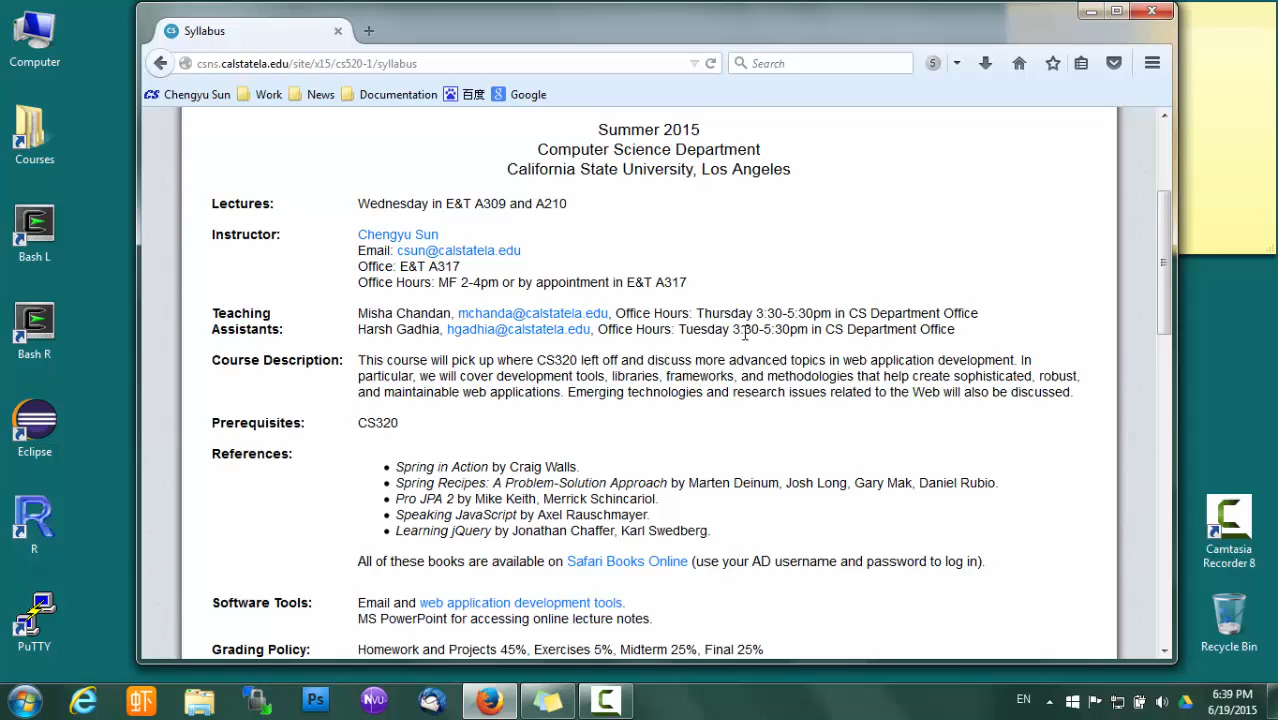 Computer
Courses
Bash L
Bash R
Eclipse
R
PuTTY
CS Syllabus
csns.calstatela.edu/site/x15/cs520-1/syllabus
Search
5
CS Chengyu Sun Work News Documentation 百度 g Google
Summer 2015
Computer Science Department
California State University, Los Angeles
Lectures: Wednesday in E&T A309 and A210
Instructor: Chengyu Sun
Email: csun@calstatela.edu
Office: E&T A317
Office Hours: MF 2-4pm or by appointment in E&T A317
Teaching Misha Chandan, mchanda@calstatela.edu, Office Hours: Thursday 3:30-5:30pm in CS Department Office
Assistants: Harsh Gadhia, hgadhia@calstatela.edu, Office Hours: Tuesday 3:30-5:30pm in CS Department Office
Course Description: This course will pick up where CS320 left off and discuss more advanced topics in web application development. In
particular, we will cover development tools, libraries, frameworks, and methodologies that help create sophisticated, robust,
and maintainable web applications. Emerging technologies and research issues related to the Web will also be discussed.
Prerequisites: CS320
References:
• Spring in Action by Craig Walls.
• Spring Recipes: A Problem-Solution Approach by Marten Deinum, Josh Long, Gary Mak, Daniel Rubio.
• Pro JPA 2 by Mike Keith, Merrick Schincariol.
• Speaking JavaScript by Axel Rauschmayer.
• Learning jQuery by Jonathan Chaffer, Karl Swedberg.
All of these books are available on Safari Books Online (use your AD username and password to log in).
Software Tools: Email and web application development tools.
MS PowerPoint for accessing online lecture notes.
Grading Policy: Homework and Projects 45%, Exercises 5%, Midterm 25%, Final 25%
Camtasia
Recorder 8
Recycle Bin
虾 Ps NVU
EN
6:39 PM
6/19/2015